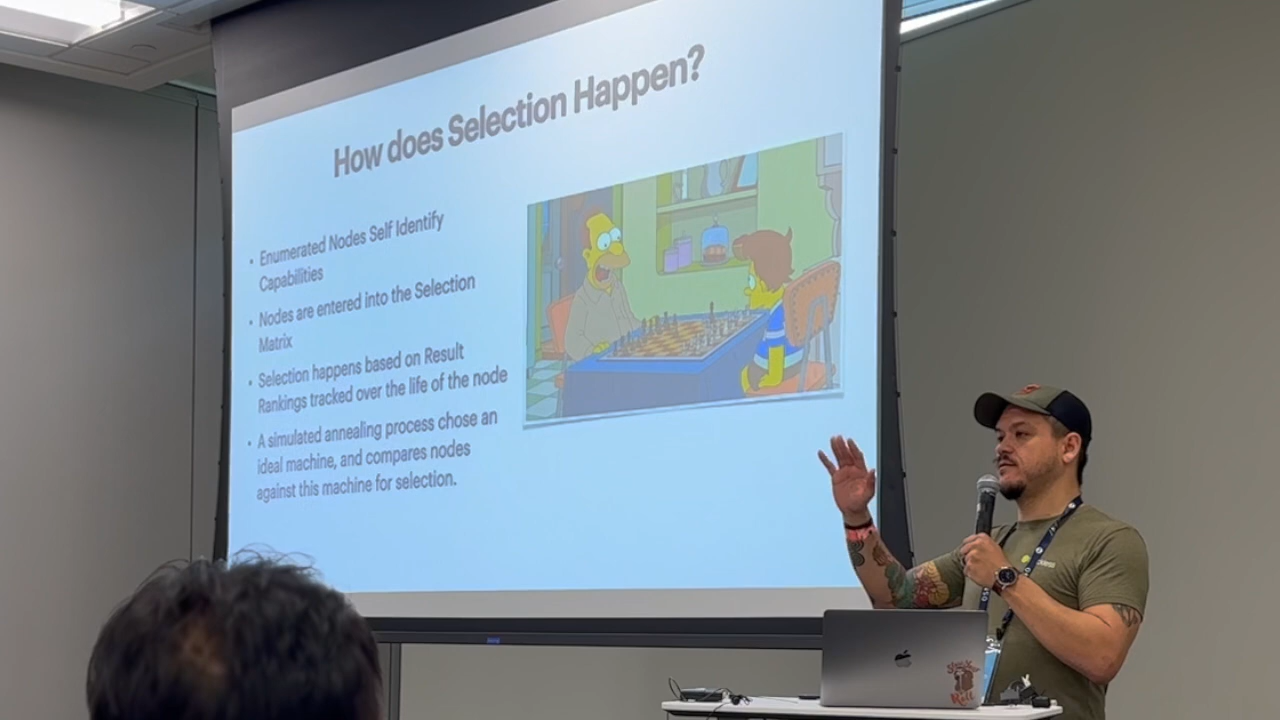 How does Selection Happen?
• Enumerated Nodes Self Identify
Capabilities
• Nodes are entered into the Selection
Matrix
• Selection happens based on Result
Rankings tracked over the life of the node
• A simulated annealing process chose an
ideal machine, and compares nodes
against this machine for selection.